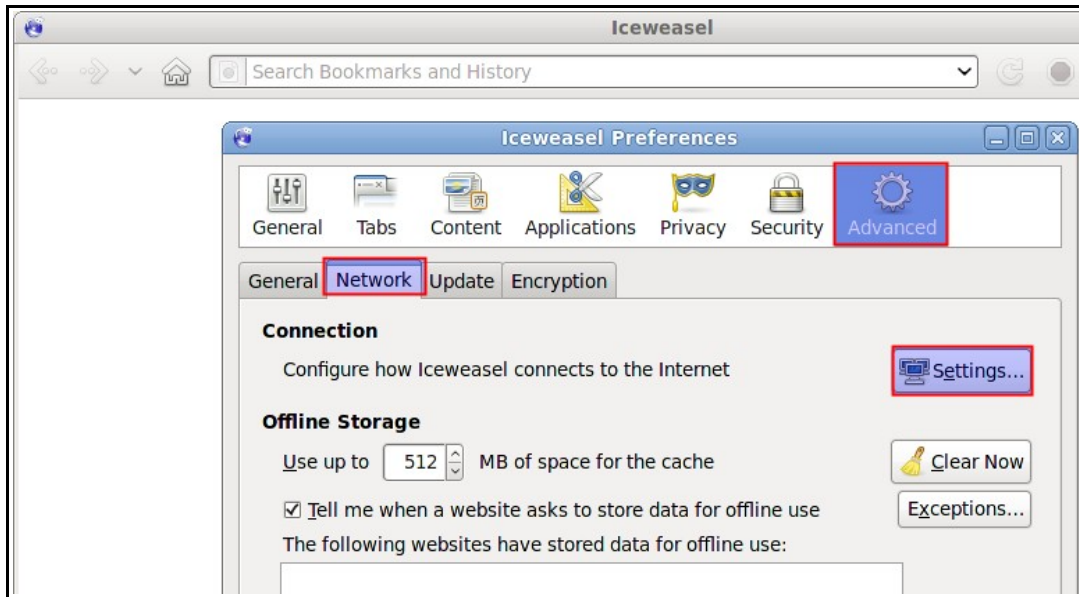 Iceweasel
Search Bookmarks and History
Iceweasel Preferences
General Tabs Content Applications Privacy Security Advanced
General Network Update Encryption
Connection
Configure how Iceweasel connects to the Internet Settings...
Offline Storage
Use up to 512 MB of space for the cache Clear Now
Tell me when a website asks to store data for offline use Exceptions...
The following websites have stored data for offline use: